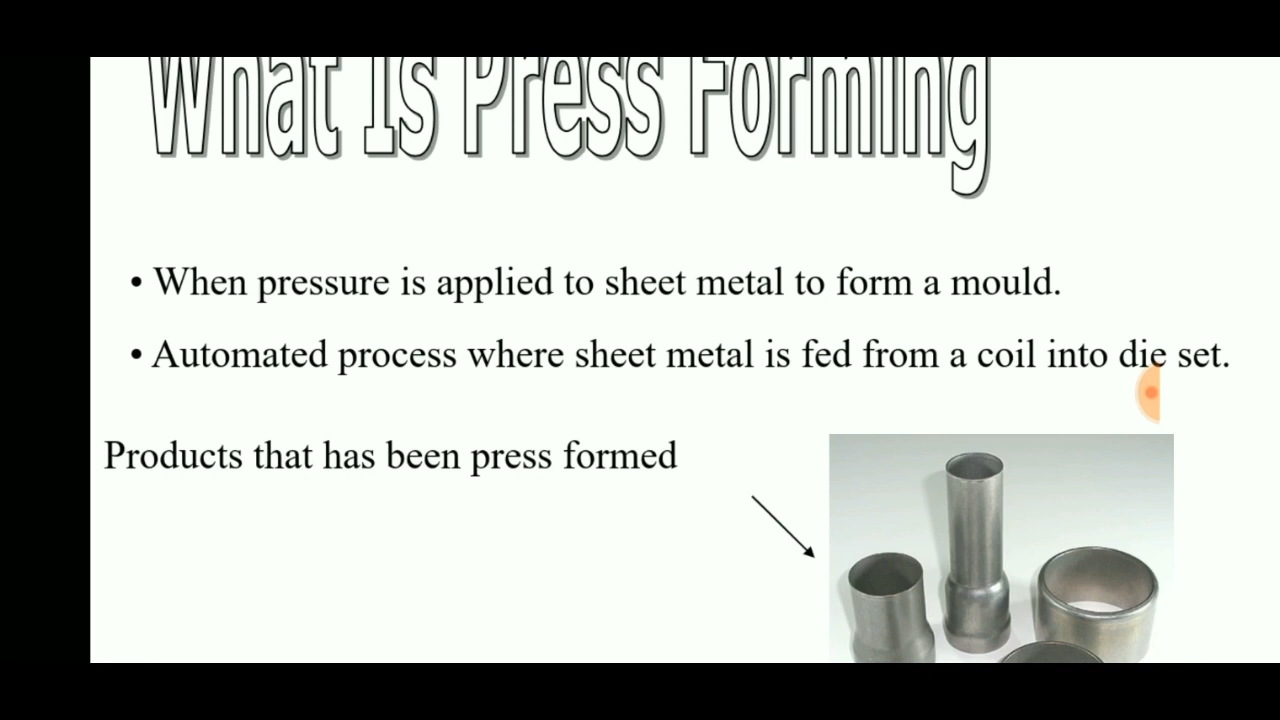 What Is Press Forming
• When pressure is applied to sheet metal to form a mould.
• Automated process where sheet metal is fed from a coil into die set.
Products that has been press formed